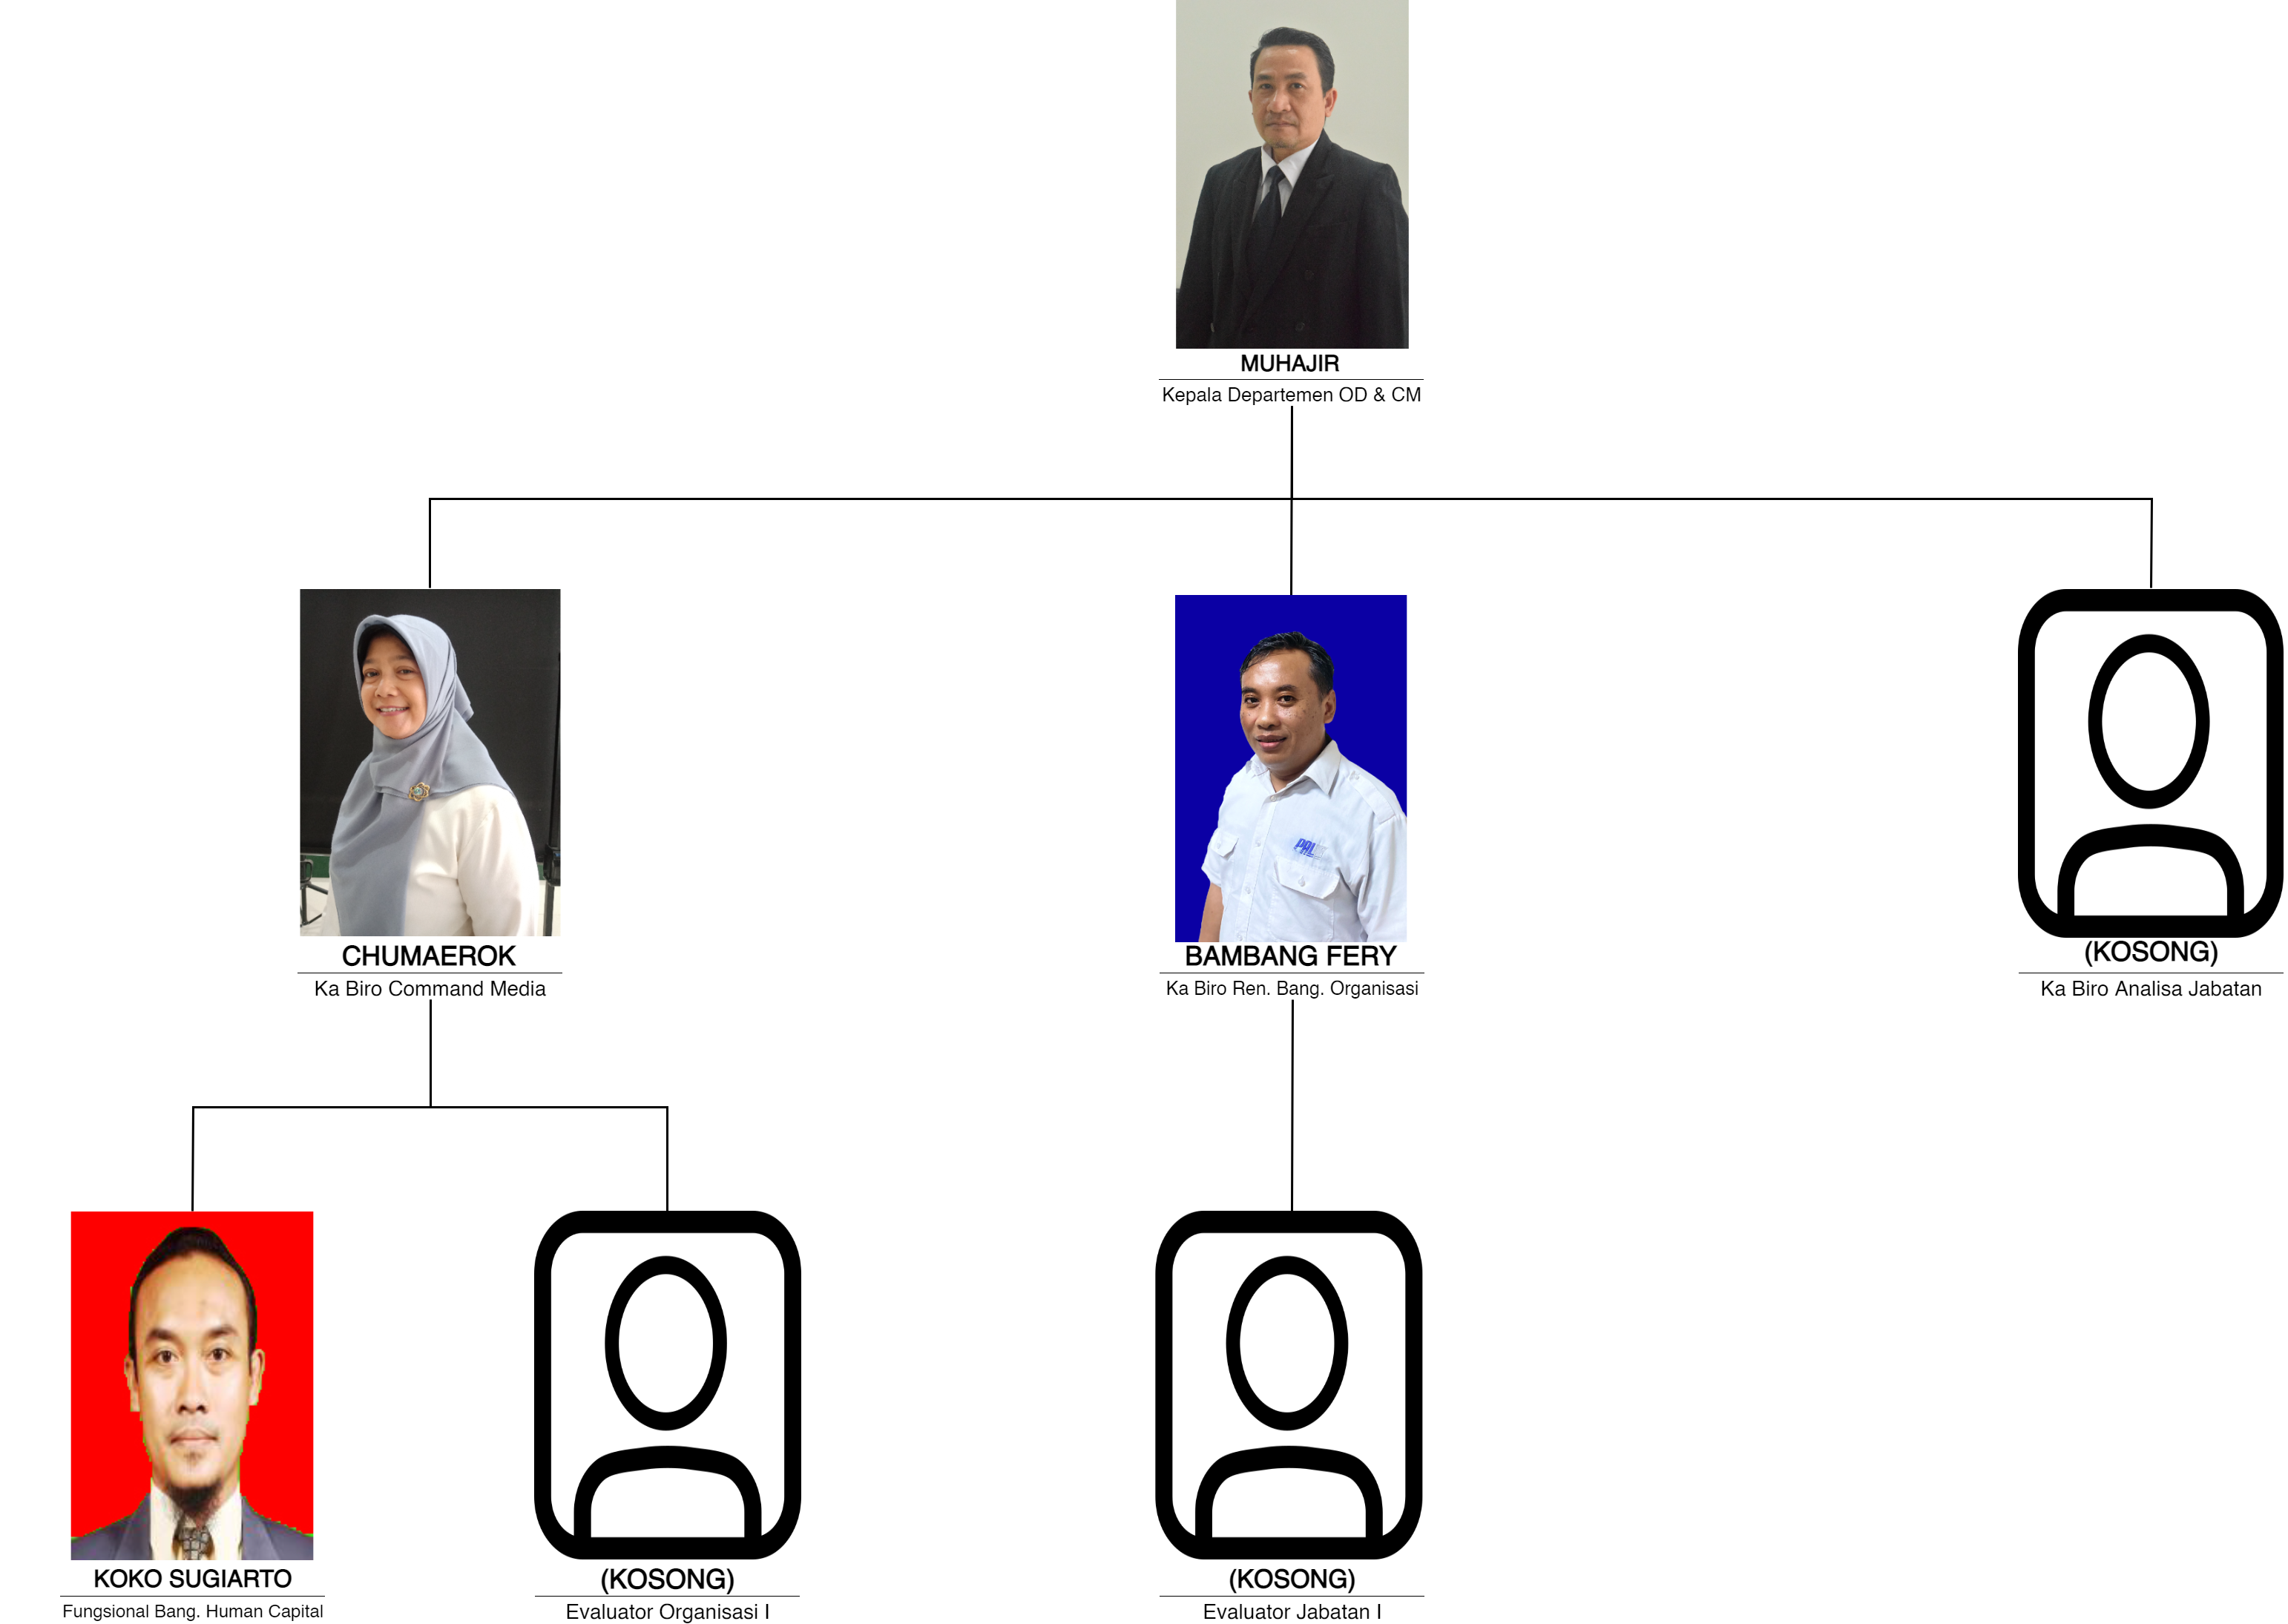 MUHAJIR
Kepala Departemen OD & CM
PAL
CHUMAEROK
Ka Biro Command Media
BAMBANG FERY
Ka Biro Ren. Bang. Organisasi
(KOSONG)
Ka Biro Analisa Jabatan
KOKO SUGIARTO
Fungsional Bang. Human Capital
(KOSONG)
Evaluator Organisasi I
(KOSONG)
Evaluator Jabatan I